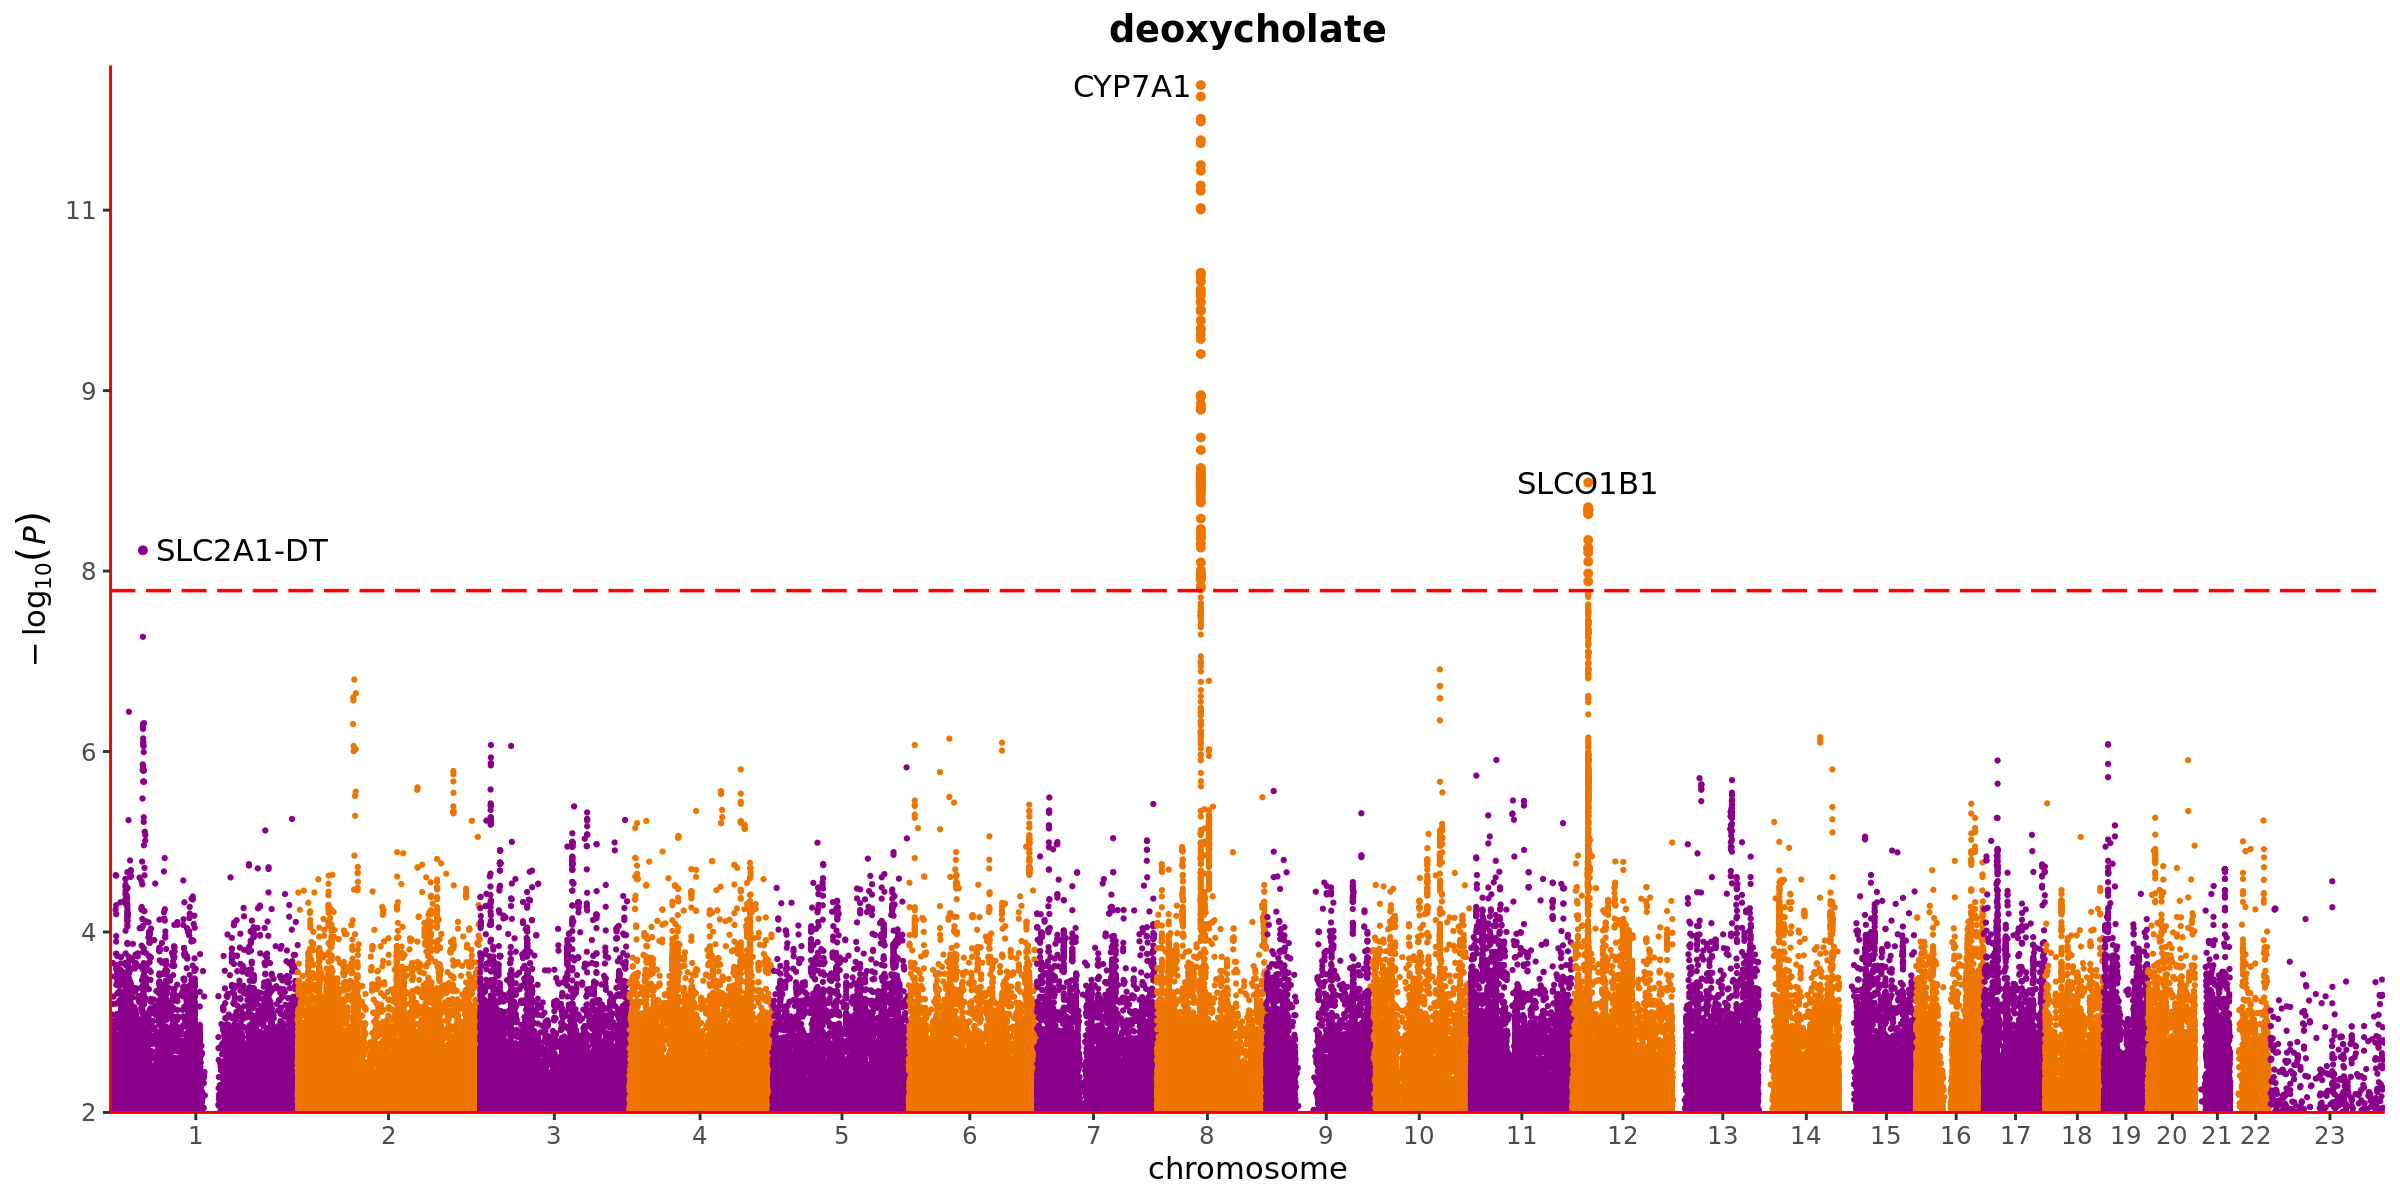 deoxycholate
CYP7A1
11
9
SLCO1B1
SLC2A1-DT
8
− log10(P)
6
4
2
1 2 3 4 5 6 7 8 9 10 11 12 13 14 15 16 17 18 19 20 21 22 23
chromosome